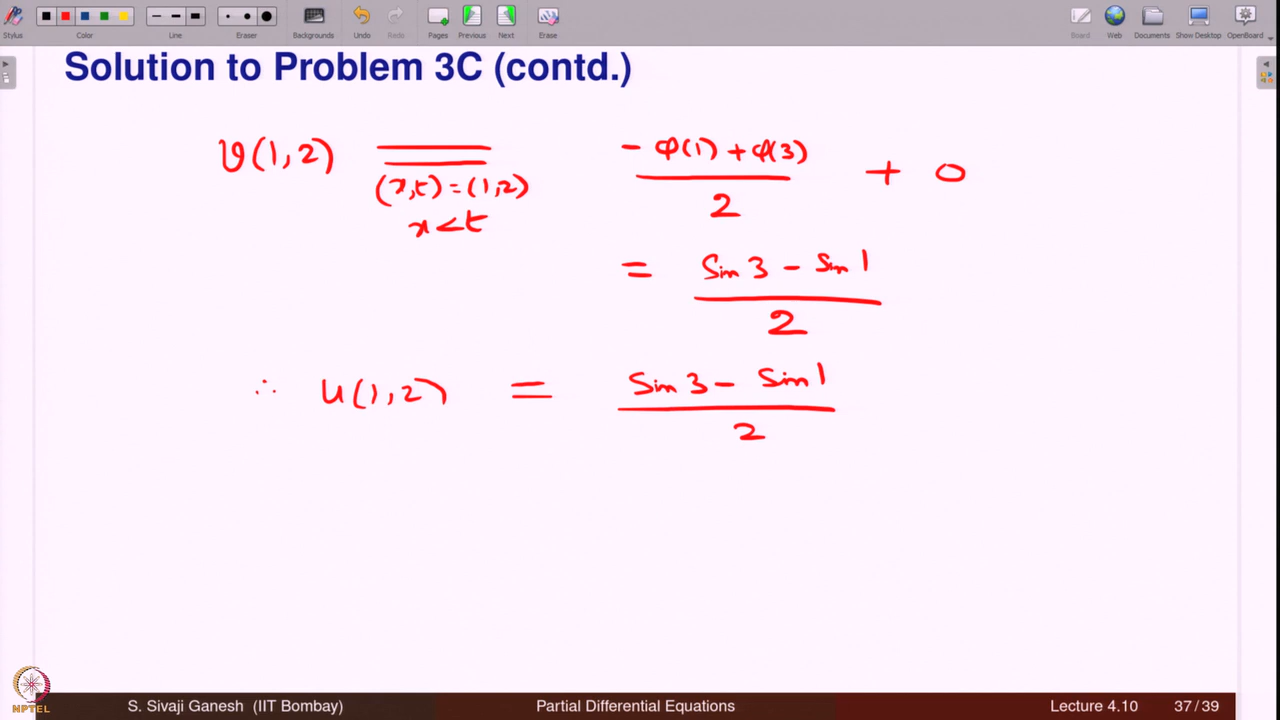 Stylus Color Line Eraser Backgrounds Undo Redo Pages Previous Next Erase Board Web Documents Show Desktop OpenBoard
Solution to Problem 3C (contd.)
v(1,2) = (-φ(1) + φ(3))/2 + 0
(x,t) = (1,2)
x < t
= (Sin 3 - Sin 1)/2
∴ u(1,2) = (Sin 3 - Sin 1)/2
NPTEL
S. Sivaji Ganesh (IIT Bombay) Partial Differential Equations Lecture 4.10 37/39